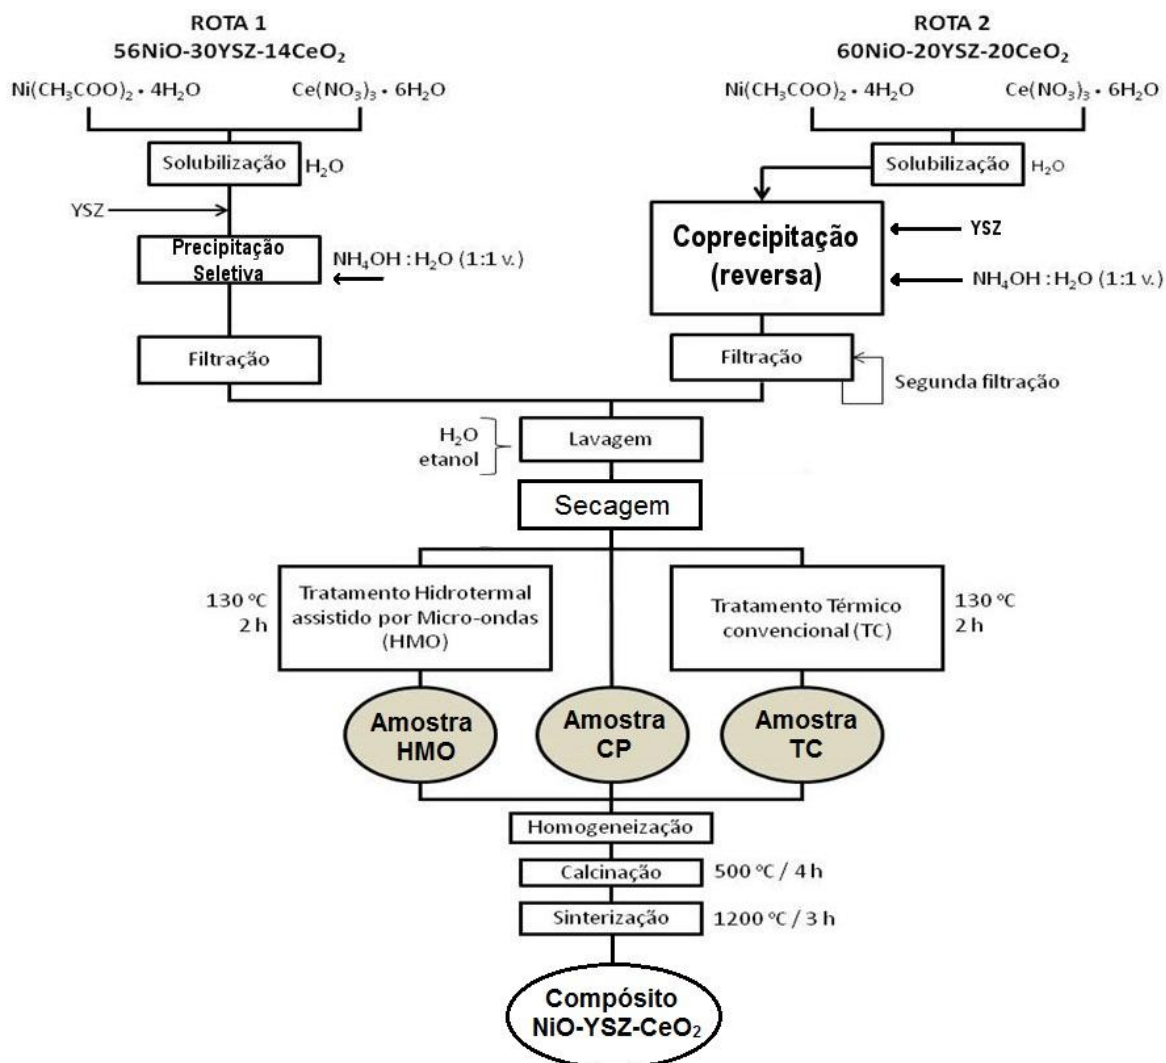 ROTA 1
56NiO-30YSZ-14CeO₂
Ni(CH₃COO)₂ • 4H₂O
Ce(NO₃)₃ • 6H₂O
Solubilização
H₂O
YSZ
Precipitação
Seletiva
NH₄OH : H₂O (1:1 v.)
Filtração
ROTA 2
60NiO-20YSZ-20CeO₂
Ni(CH₃COO)₂ • 4H₂O
Ce(NO₃)₃ • 6H₂O
Solubilização
H₂O
Coprecipitação
(reversa)
YSZ
NH₄OH : H₂O (1:1 v.)
Filtração
Segunda filtração
H₂O
etanol
Lavagem
Secagem
130 °C
2 h
Tratamento Hidrotermal
assistido por Micro-ondas
(HMO)
Tratamento Térmico
convencional (TC)
130 °C
2 h
Amostra
HMO
Amostra
CP
Amostra
TC
Homogeneização
Calcinação
500 °C / 4 h
Sinterização
1200 °C / 3 h
Compósito
NiO-YSZ-CeO₂